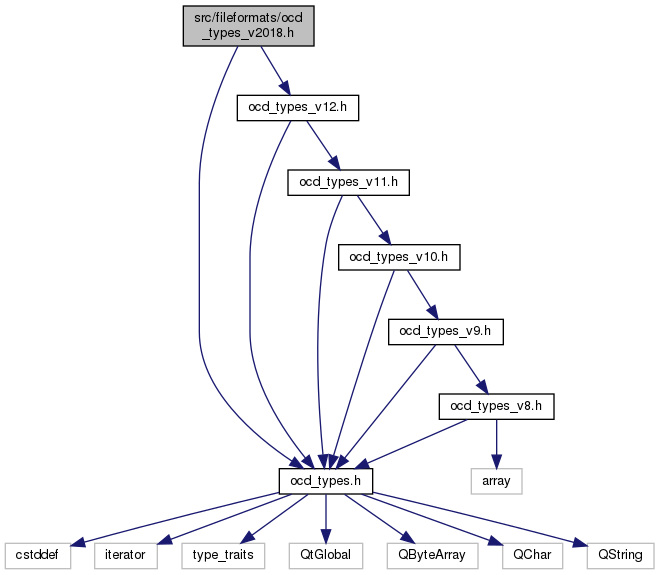 src/fileformats/ocd
_types_v2018.h
ocd_types_v12.h
ocd_types_v11.h
ocd_types_v10.h
ocd_types_v9.h
ocd_types_v8.h
ocd_types.h
array
cstddef
iterator
type_traits
QtGlobal
QByteArray
QChar
QString